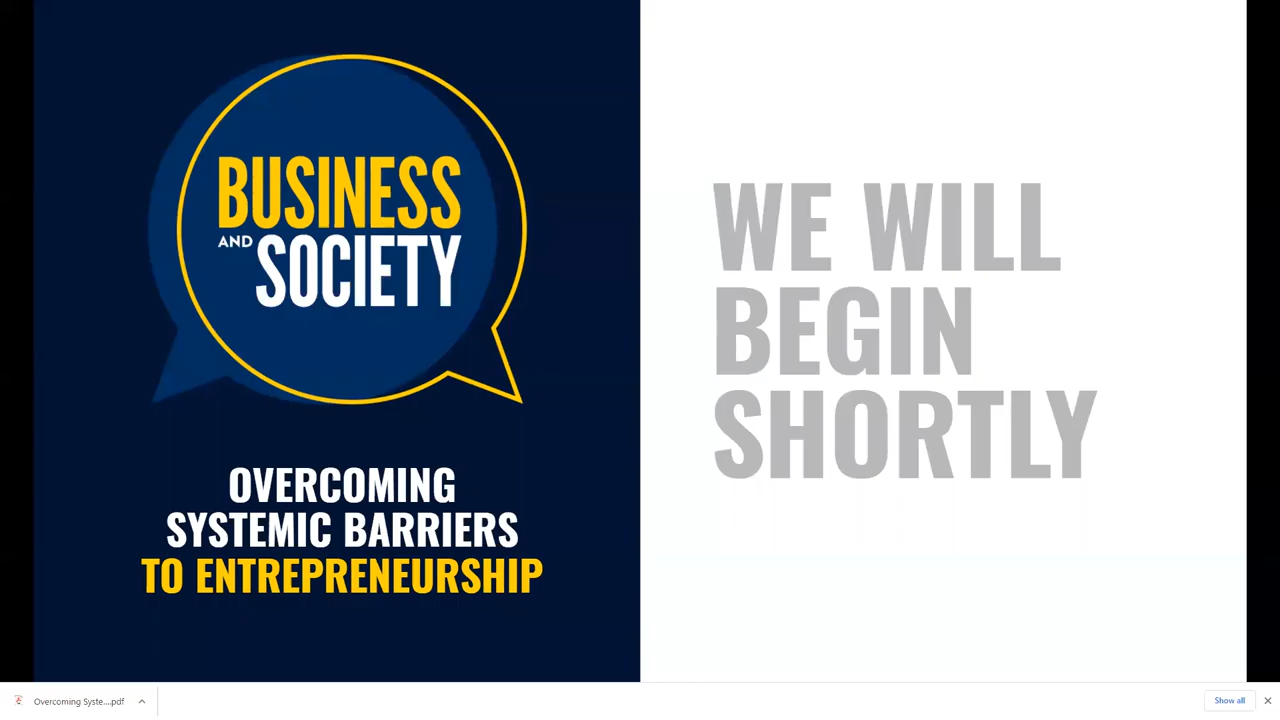 BUSINESS
AND SOCIETY
OVERCOMING
SYSTEMIC BARRIERS
TO ENTREPRENEURSHIP
WE WILL
BEGIN
SHORTLY
Overcoming Syste....pdf
Show all